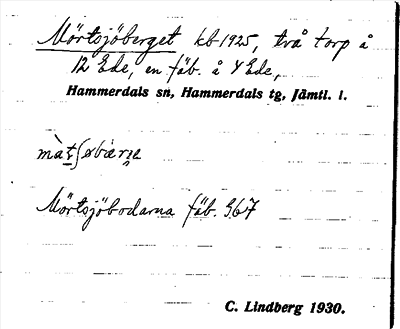 Mörtsjöberget kb 1925, två torp å
12 Ede, en fäb. å 4 Ede,
Hammerdals sn, Hammerdals tg, Jämtl. l.
Mörtsjöbodarna fäb. 367
C. Lindberg 1930.